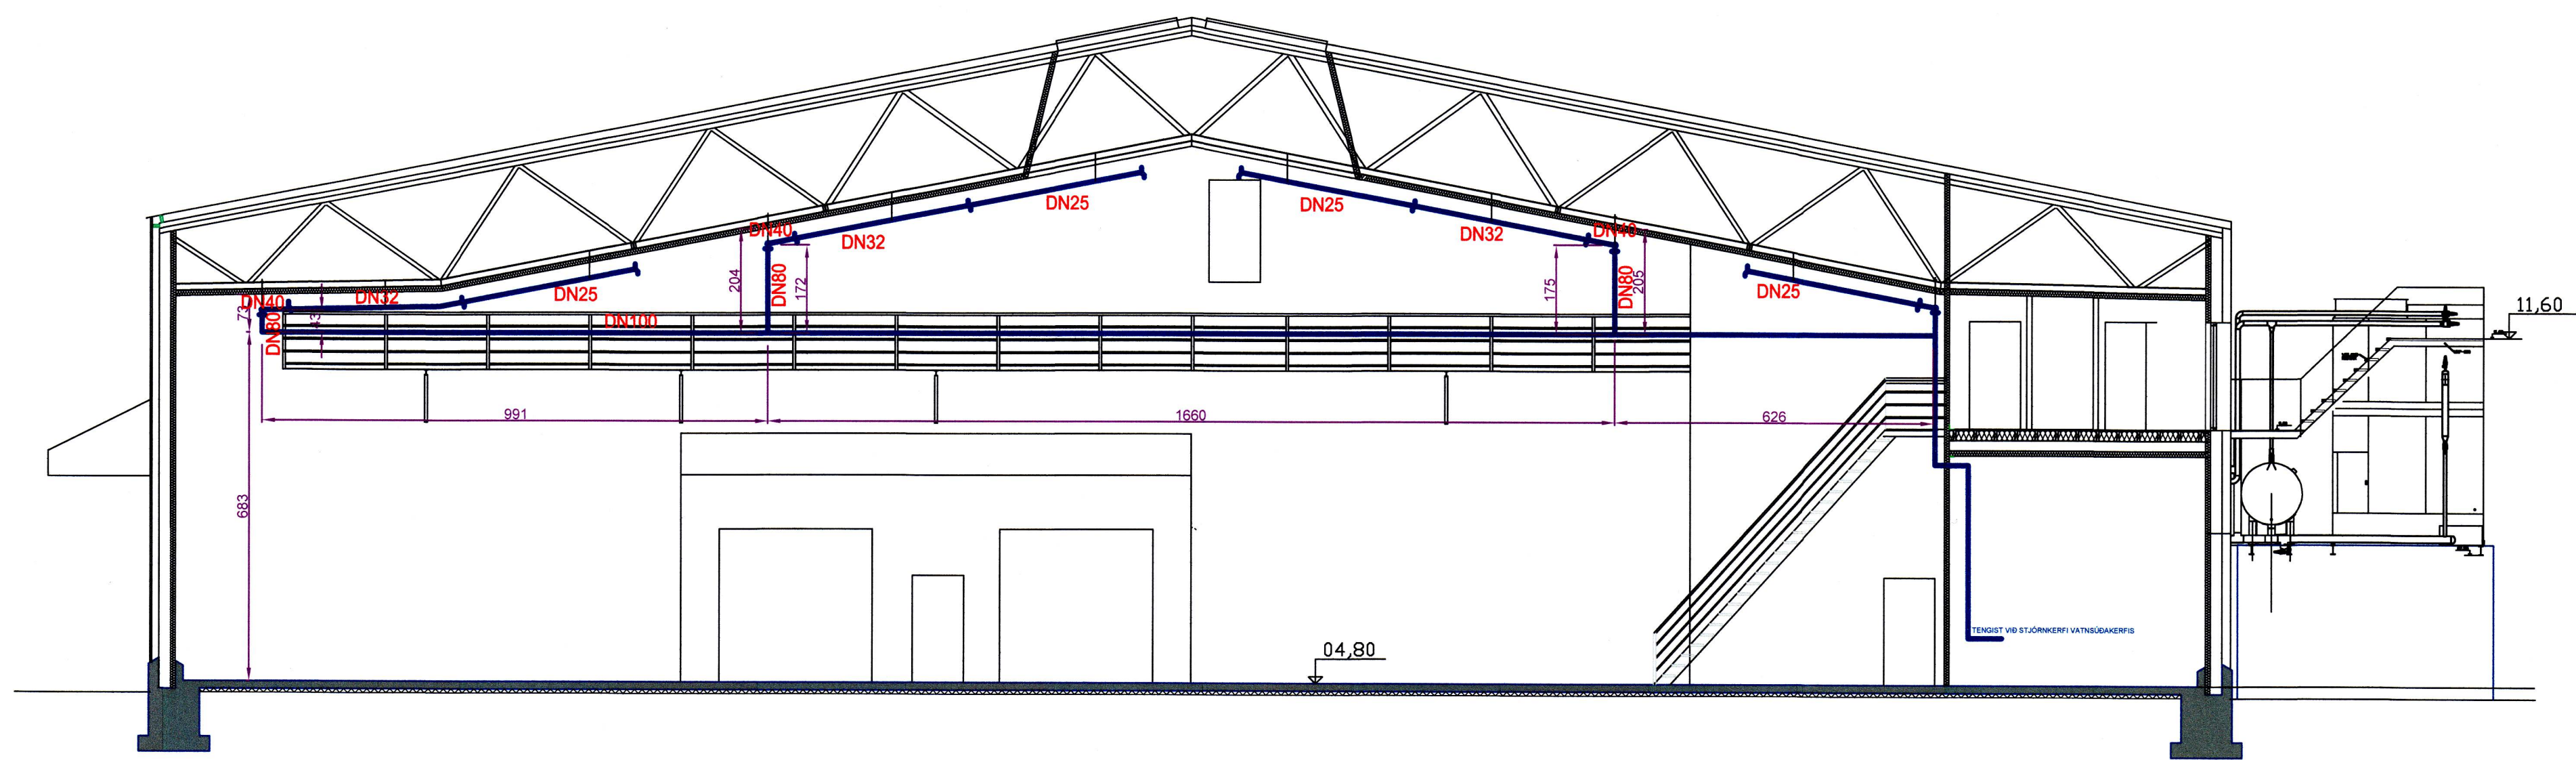 DN25
DN25
DN40
DN32
DN32
DN40
204
DN80
172
175
DN80
205
DN40
DN32
DN25
DN25
73
DN80
43
DN100
11,60
991
1660
626
683
04,80
TENGIST VIÐ STJÓRNKERFI VATNSÚÐAKERFIS